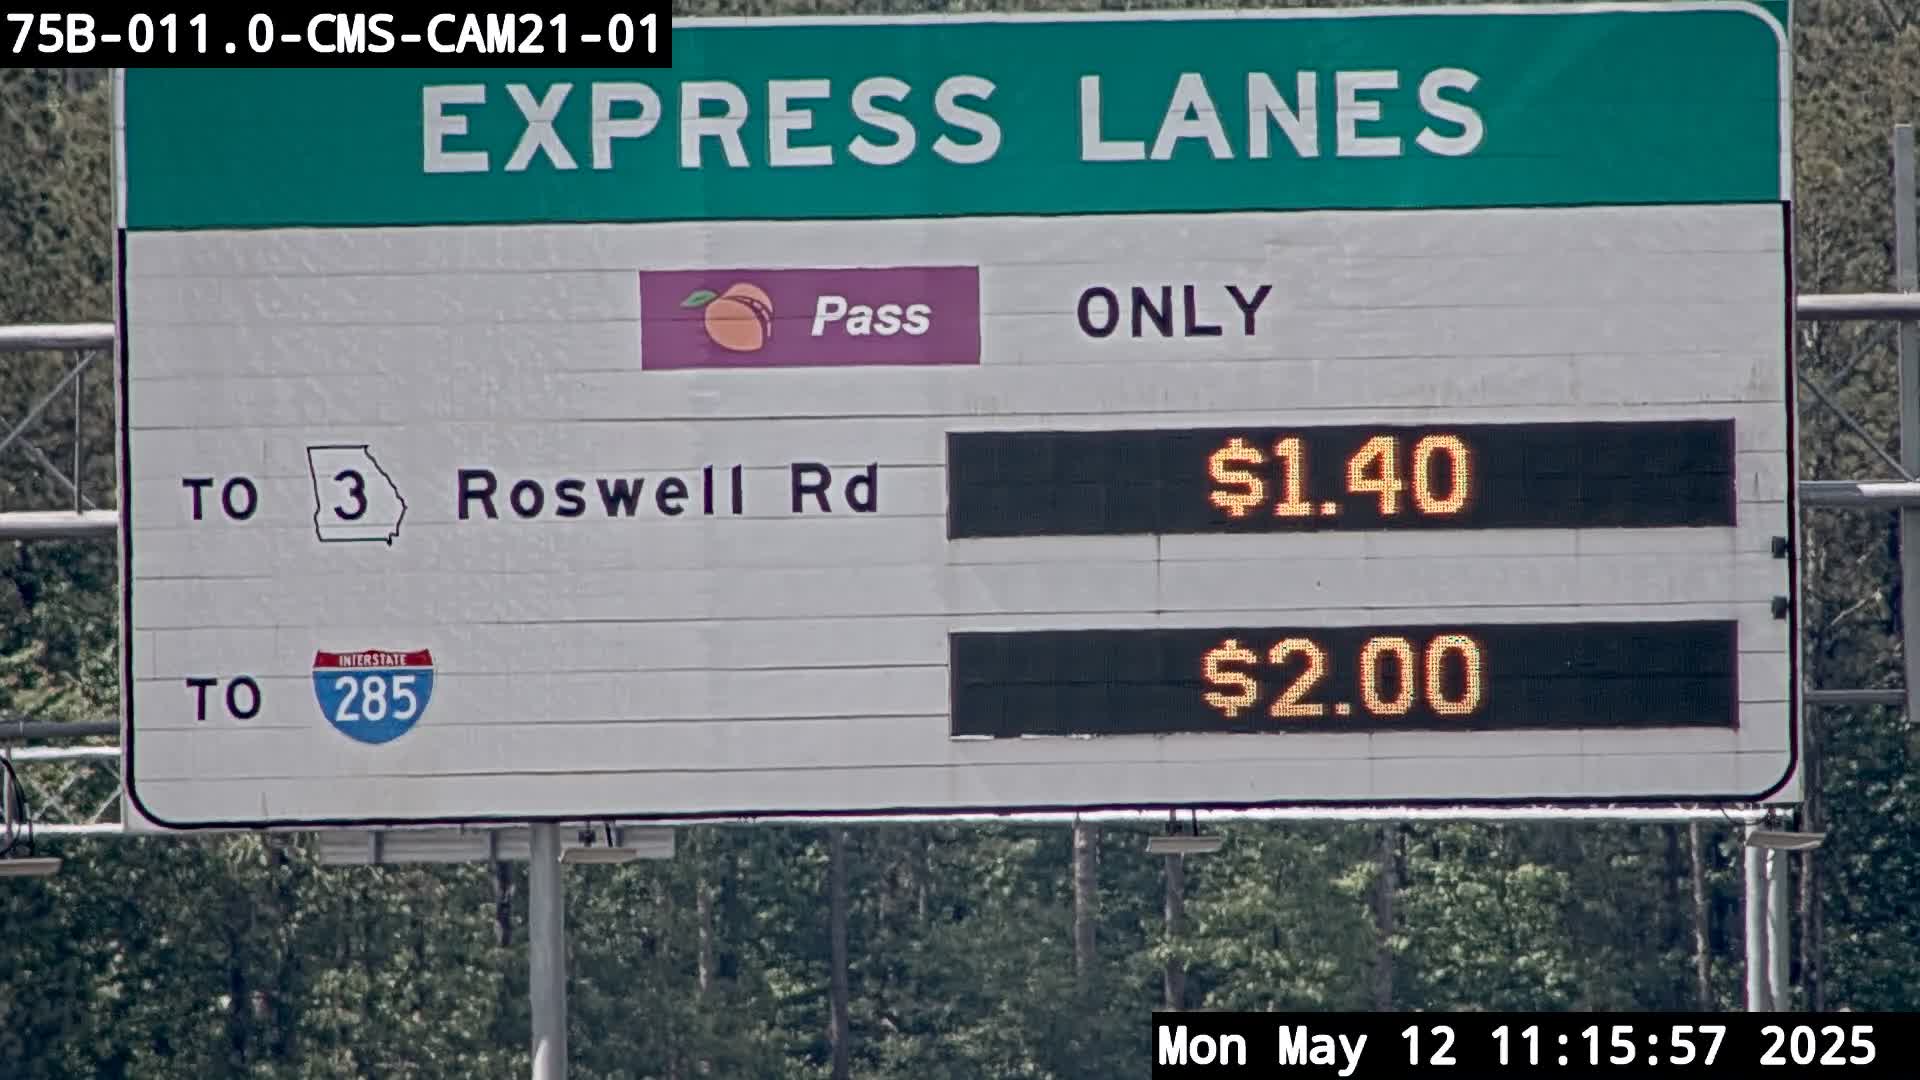 75B-011.0-CMS-CAM21-01
EXPRESS LANES
Pass ONLY
TO 3 Roswell Rd $1.40
TO INTERSTATE 285 $2.00
Mon May 12 11:15:57 2025